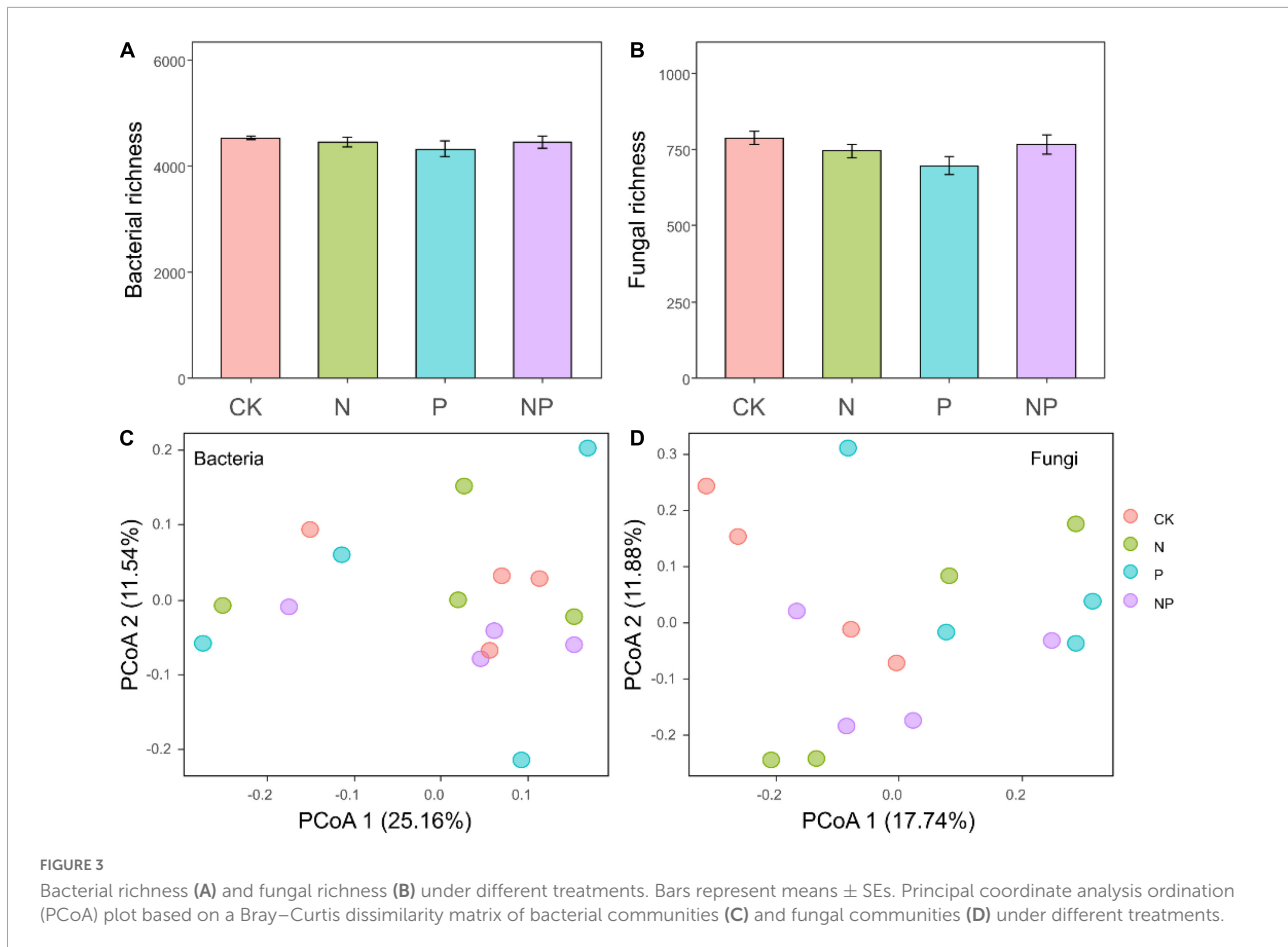 A
Bacterial richness
6000
4000
2000
0
CK N P NP
B
Fungal richness
1000
750
500
250
0
CK N P NP
C
Bacteria
PCoA 2 (11.54%)
0.2
0.1
0.0
-0.1
-0.2
-0.2 -0.1 0.0 0.1
PCoA 1 (25.16%)
D
Fungi
PCoA 2 (11.88%)
0.3
0.2
0.1
0.0
-0.1
-0.2
-0.2 0.0 0.2
PCoA 1 (17.74%)
CK
N
P
NP
FIGURE 3
Bacterial richness (A) and fungal richness (B) under different treatments. Bars represent means ± SEs. Principal coordinate analysis ordination
(PCoA) plot based on a Bray–Curtis dissimilarity matrix of bacterial communities (C) and fungal communities (D) under different treatments.